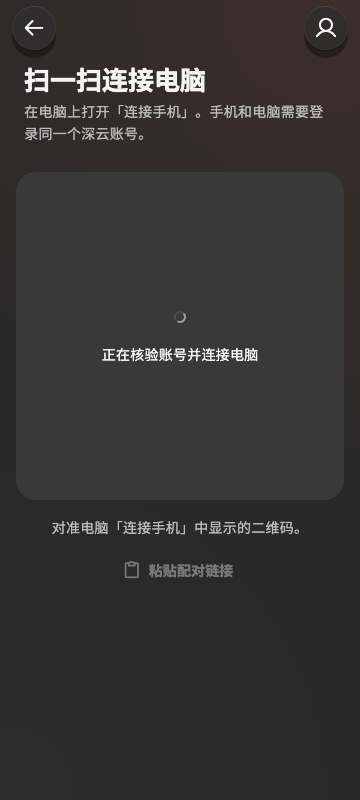 扫一扫连接电脑
在电脑上打开「连接手机」。手机和电脑需要登
录同一个深云账号。
正在核验账号并连接电脑
对准电脑「连接手机」中显示的二维码。
粘贴配对链接